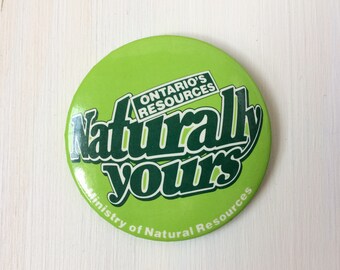 ONTARIO'S
RESOURCES
Naturally
yours
Ministry of Natural Resources